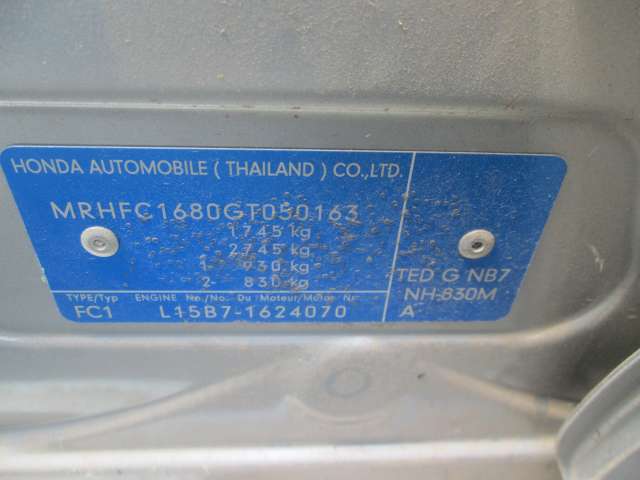 HONDA AUTOMOBILE ( THAILAND ) CO.,LTD.
MRHFC1680GT050163
1745 kg
2745 kg
1- 930 kg
2- 830 kg
TYPE/Typ ENGINE No./No. Du Moteur/Motor Nr
FC1 L15B7-1624070
TED G NB7
NH-830M
A